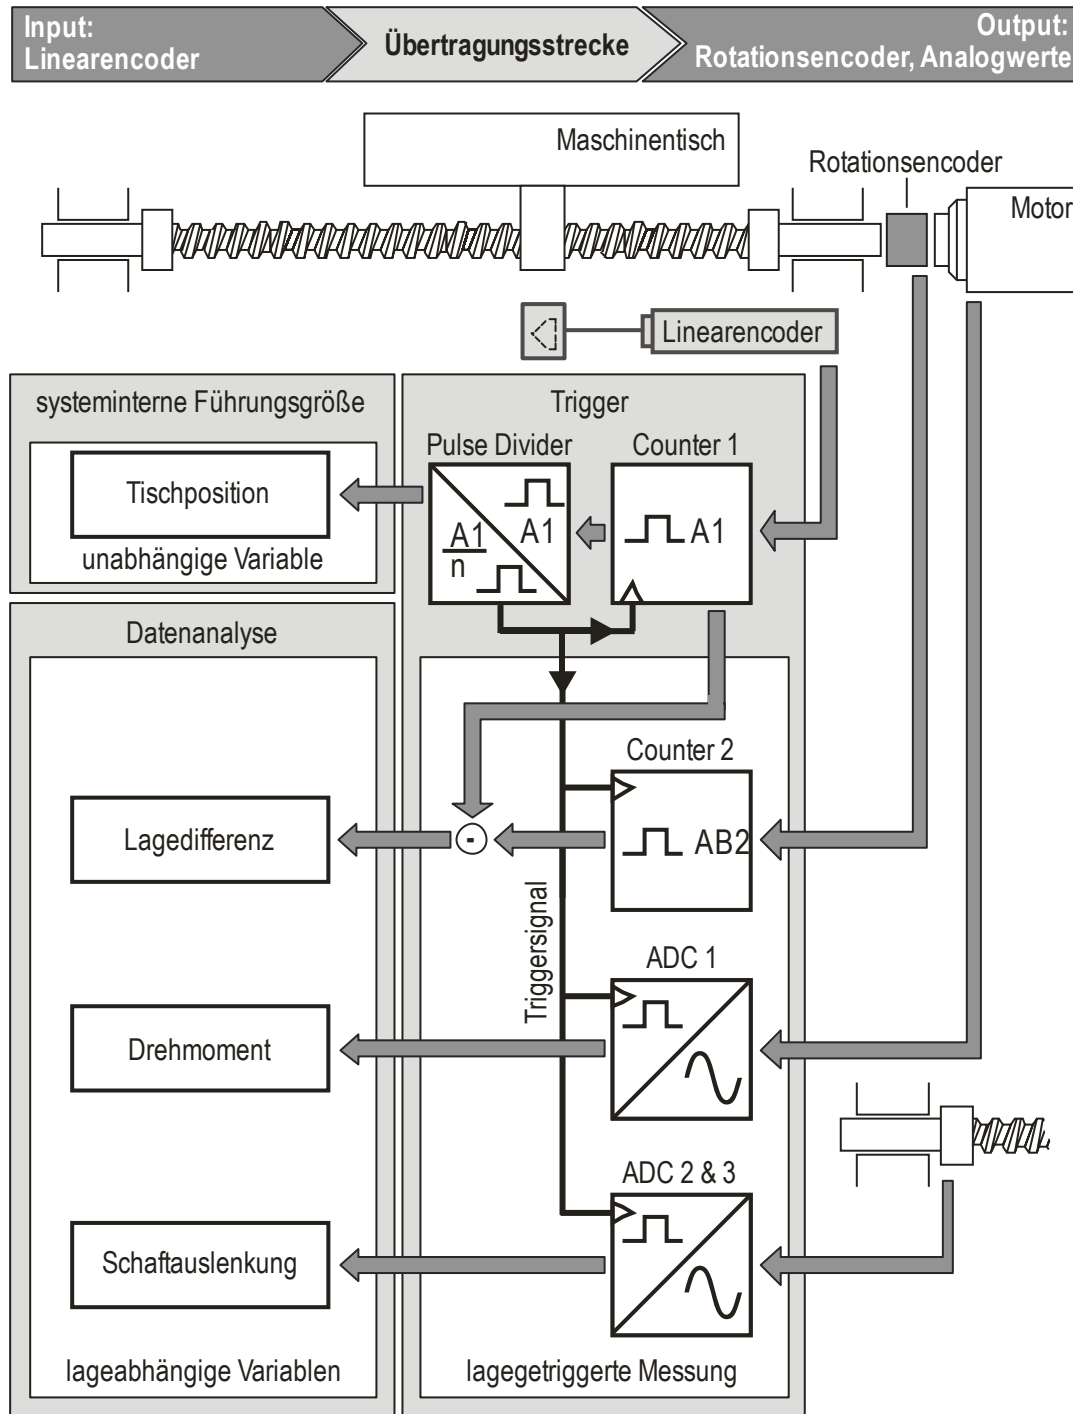 Input:
Linearencoder
Übertragungsstrecke
Output:
Rotationsencoder, Analogwerte
Maschinentisch
Rotationsencoder
Motor
Linearencoder
systeminterne Führungsgröße
Trigger
Pulse Divider
Counter 1
Tischposition
A1
A1
n
A1
unabhängige Variable
Datenanalyse
Counter 2
Lagedifferenz
-
AB2
Triggersignal
ADC 1
Drehmoment
ADC 2 & 3
Schaftauslenkung
lageabhängige Variablen
lagegetriggerte Messung